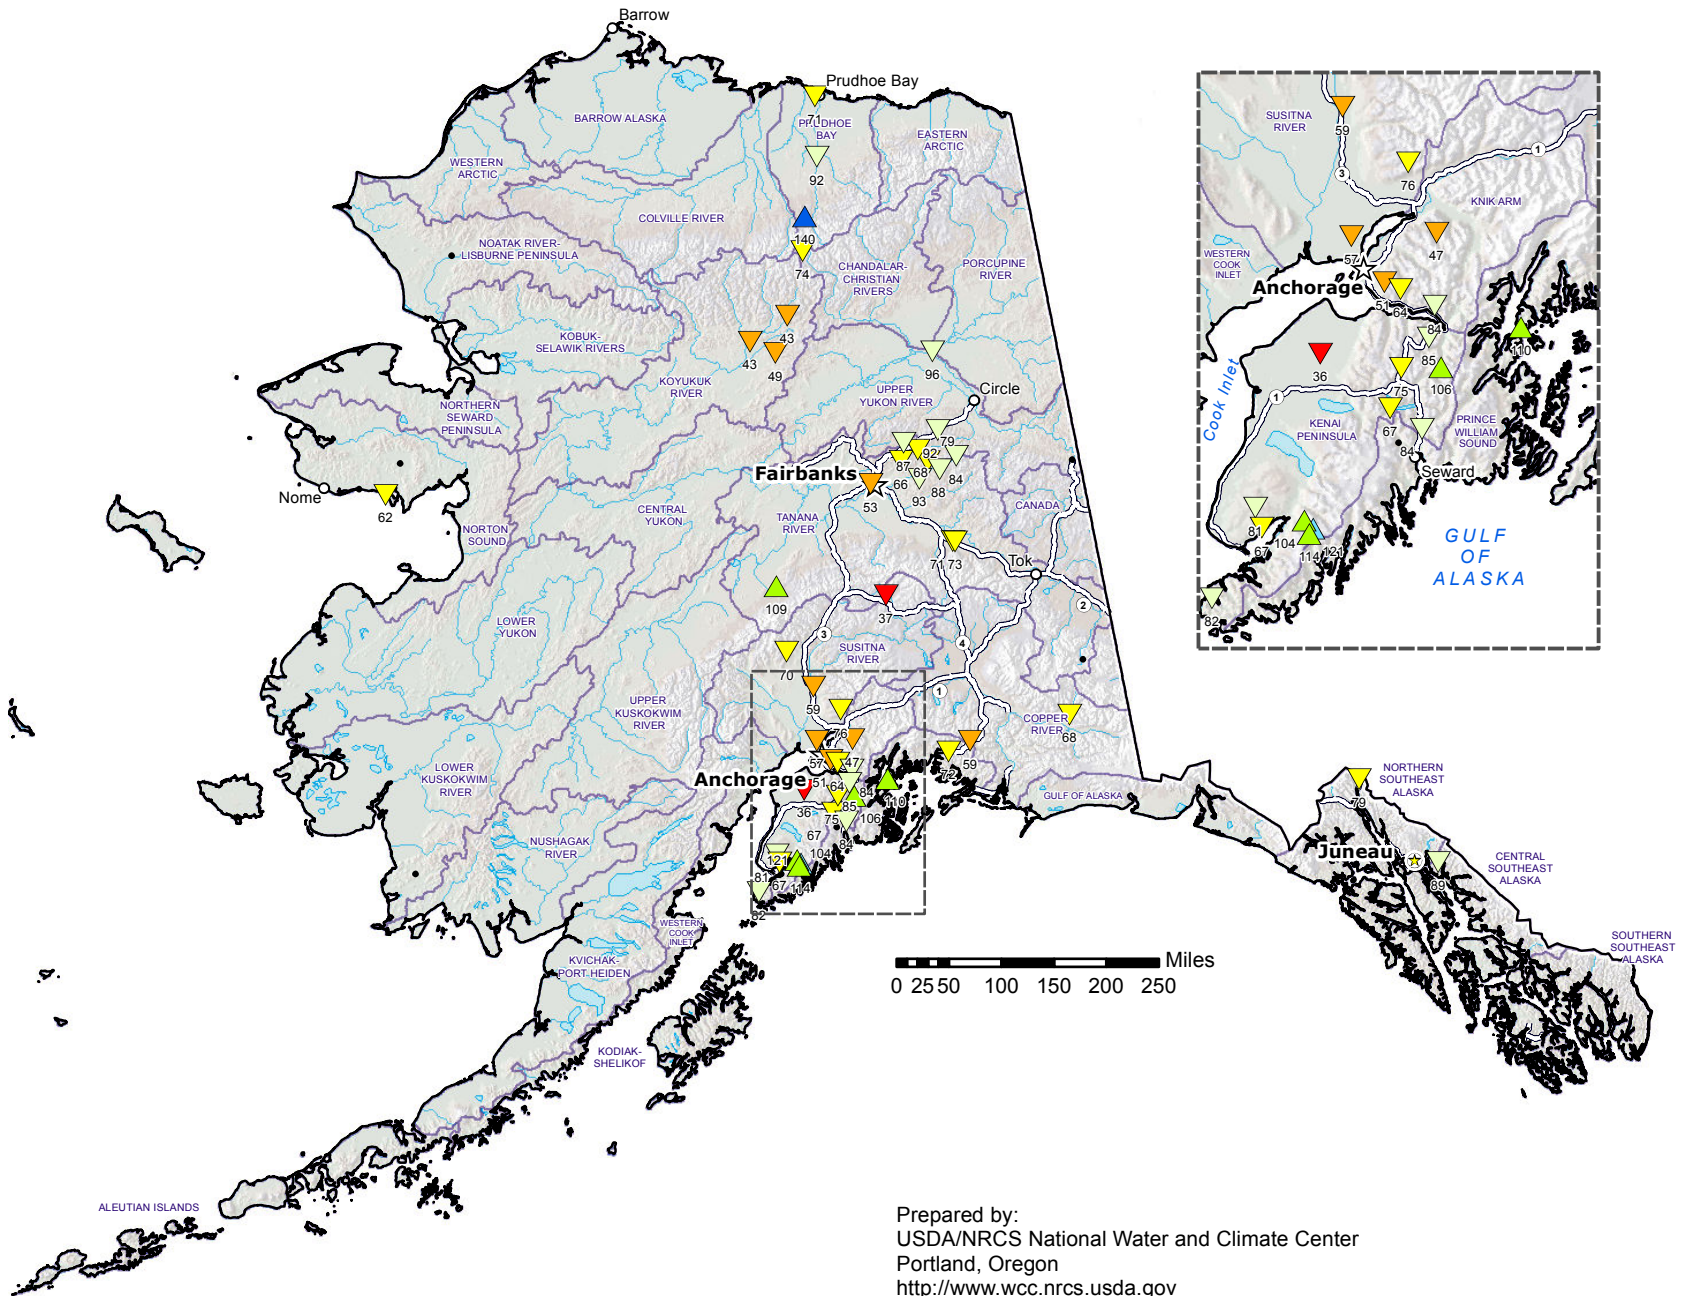 Barrow
Prudhoe Bay
71
PRUDHOE
BAY
BARROW ALASKA
EASTERN
ARCTIC
WESTERN
ARCTIC
92
COLVILLE RIVER
140
NOATAK RIVER-
LISBURNE PENINSULA
74
CHANDALAR-
CHRISTIAN
RIVERS
PORCUPINE
RIVER
43
43
49
KOBUK-
SELAWIK RIVERS
96
KOYUKUK
RIVER
UPPER
YUKON RIVER
Circle
NORTHERN
SEWARD
PENINSULA
79
92
87
68
66
93
88
84
Fairbanks
53
Nome
62
NORTON
SOUND
CENTRAL
YUKON
TANANA
RIVER
CANADA
71
73
Tok
109
37
2
LOWER
YUKON
3
4
SUSITNA
RIVER
70
59
1
UPPER
KUSKOKWIM
RIVER
76
COPPER
RIVER
68
57
47
72
59
LOWER
KUSKOKWIM
RIVER
Anchorage
51
64
84
110
GULF OF ALASKA
36
75
85
106
67
84
NUSHAGAK
RIVER
121
104
81
67
114
82
WESTERN
COOK
INLET
KVICHAK-
PORT HEIDEN
KODIAK-
SHELIKOF
ALEUTIAN ISLANDS
Miles
0 25 50 100 150 200 250
NORTHERN
SOUTHEAST
ALASKA
79
Juneau
89
CENTRAL
SOUTHEAST
ALASKA
SOUTHERN
SOUTHEAST
ALASKA
SUSITNA
RIVER
59
1
3
76
KNIK ARM
WESTERN
COOK
INLET
57
47
Anchorage
51
64
84
110
36
85
106
75
Cook Inlet
1
KENAI
PENINSULA
67
PRINCE
WILLIAM
SOUND
84
Seward
81
67
104
114
121
82
GULF
OF
ALASKA
Prepared by:
USDA/NRCS National Water and Climate Center
Portland, Oregon
http://www.wcc.nrcs.usda.gov